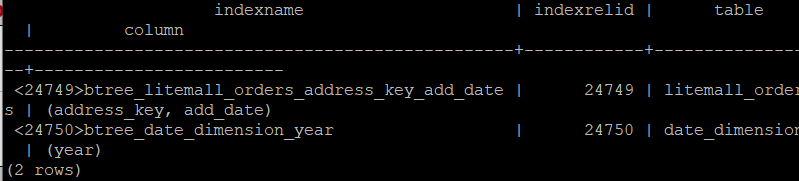 indexname | indexrelid | table
| column
--------------------------------------------------+------------+----------------
--+--------------------------
<24749>btree_litemall_orders_address_key_add_date | 24749 | litemall_order
s | (address_key, add_date)
<24750>btree_date_dimension_year | 24750 | date_dimension
| (year)
(2 rows)